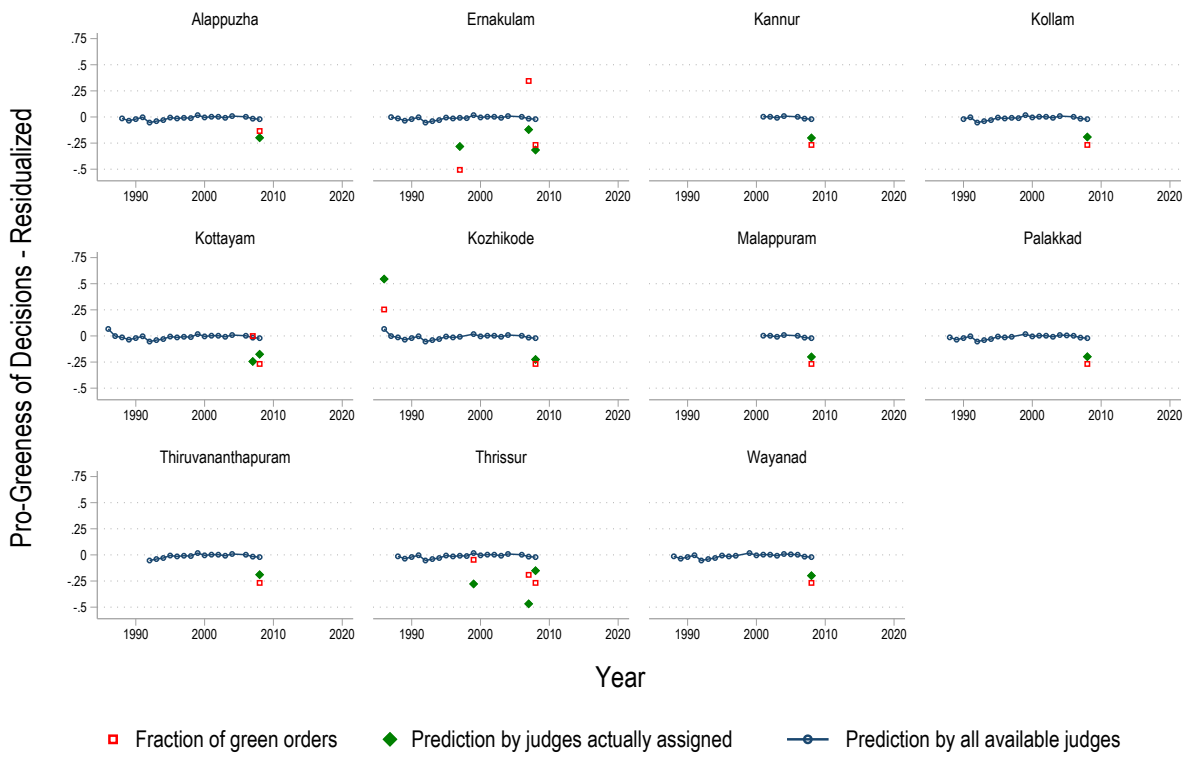 Pro-Greeness of Decisions - Residualized
Alappuzha Ernakulam Kannur Kollam
.75
.5
.25
0
-.25
-.5
1990 2000 2010 2020 1990 2000 2010 2020 1990 2000 2010 2020 1990 2000 2010 2020
Kottayam Kozhikode Malappuram Palakkad
.75
.5
.25
0
-.25
-.5
1990 2000 2010 2020 1990 2000 2010 2020 1990 2000 2010 2020 1990 2000 2010 2020
Thiruvananthapuram Thrissur Wayanad
.75
.5
.25
0
-.25
-.5
1990 2000 2010 2020 1990 2000 2010 2020 1990 2000 2010 2020
Year
Fraction of green orders Prediction by judges actually assigned Prediction by all available judges